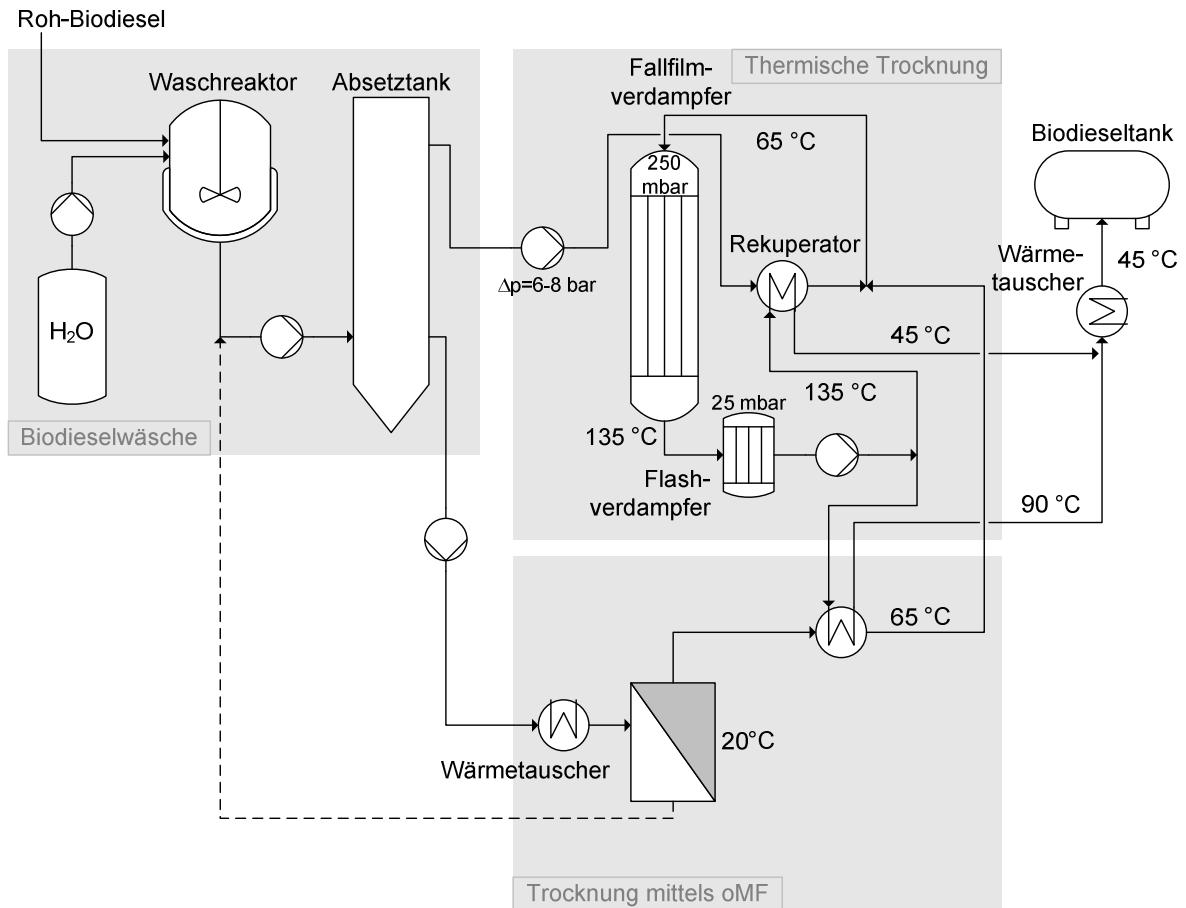 Roh-Biodiesel
Waschreaktor
Absetztank
H₂O
Biodieselwäsche
Δp=6-8 bar
Thermische Trocknung
Fallfilm-
verdampfer
250
mbar
65 °C
Rekuperator
45 °C
135 °C
25 mbar
135 °C
Flash-
verdampfer
Biodieseltank
Wärme-
tauscher
45 °C
90 °C
65 °C
20°C
Wärmetauscher
Trocknung mittels oMF